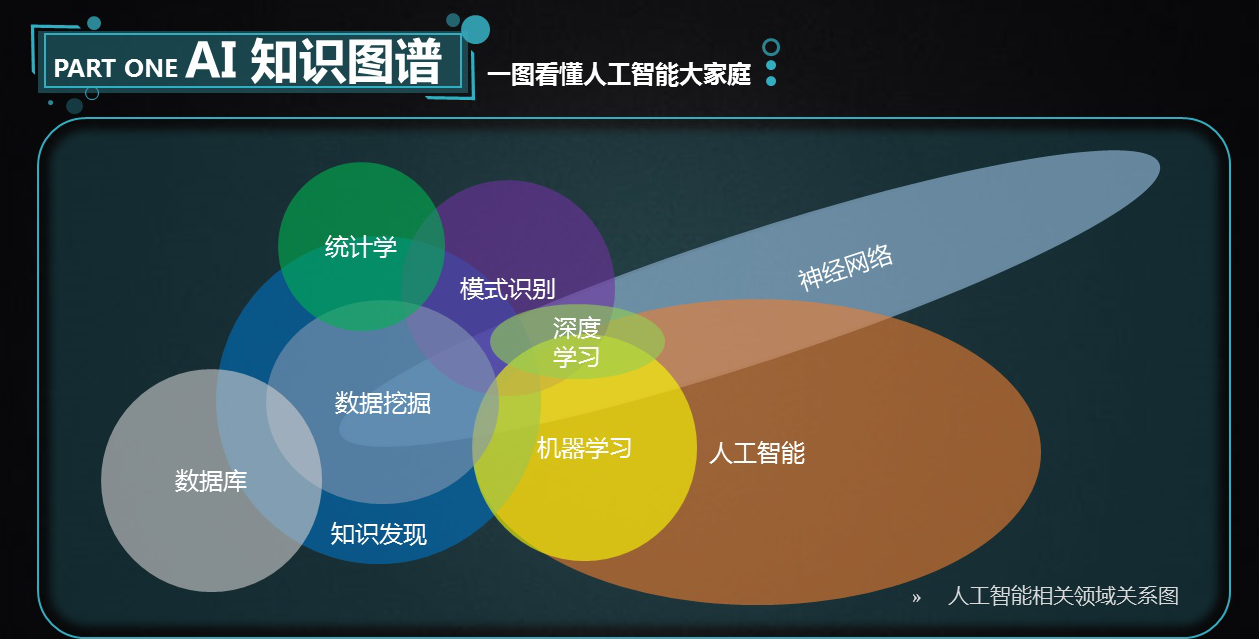 PART ONE AI 知识图谱
一图看懂人工智能大家庭
统计学
模式识别
神经网络
深度
学习
数据挖掘
机器学习
人工智能
数据库
知识发现
» 人工智能相关领域关系图